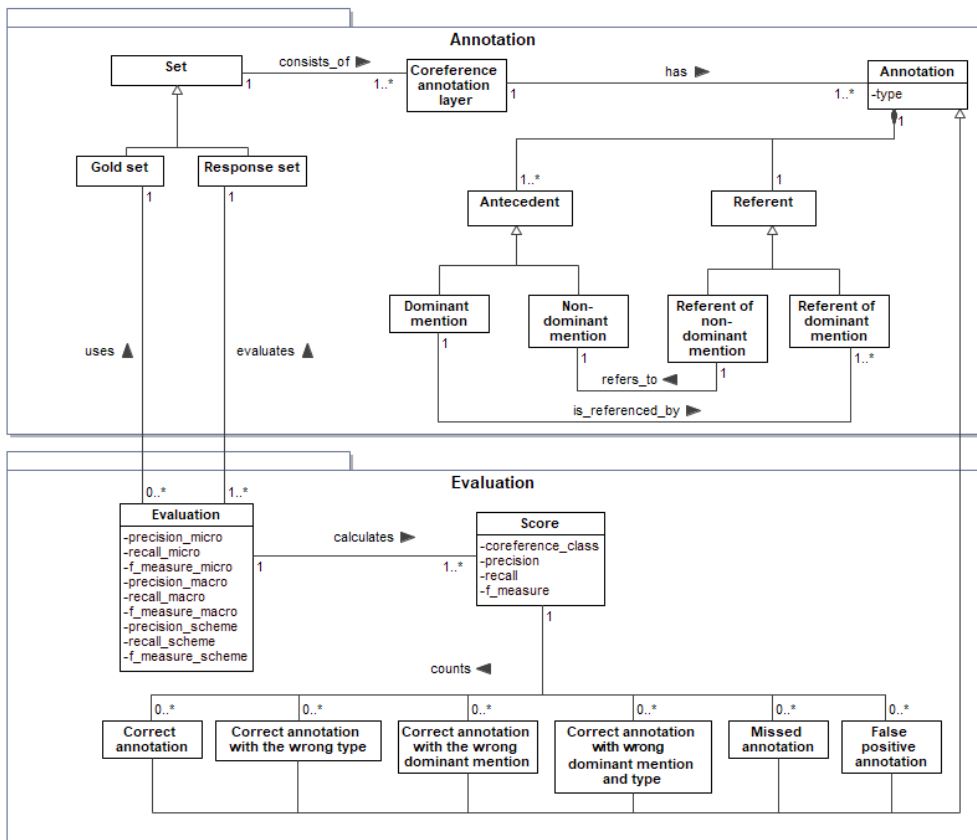 Annotation
Set
consists_of
1
1..*
Coreference
annotation
layer
has
1
1..*
Annotation
-type
1
Gold set
Response set
1
1
1..*
1
Antecedent
Referent
Dominant
mention
Non-
dominant
mention
Referent of
non-
dominant
mention
Referent of
dominant
mention
1
1
1
1..*
uses
evaluates
refers_to
is_referenced_by
Evaluation
0..*
1..*
Evaluation
-precision_micro
-recall_micro
-f_measure_micro
-precision_macro
-recall_macro
-f_measure_macro
-precision_scheme
-recall_scheme
-f_measure_scheme
calculates
1
1..*
Score
-coreference_class
-precision
-recall
-f_measure
1
counts
0..*
0..*
0..*
0..*
0..*
0..*
Correct
annotation
Correct annotation
with the wrong type
Correct annotation
with the wrong
dominant mention
Correct annotation
with wrong
dominant mention
and type
Missed
annotation
False
positive
annotation